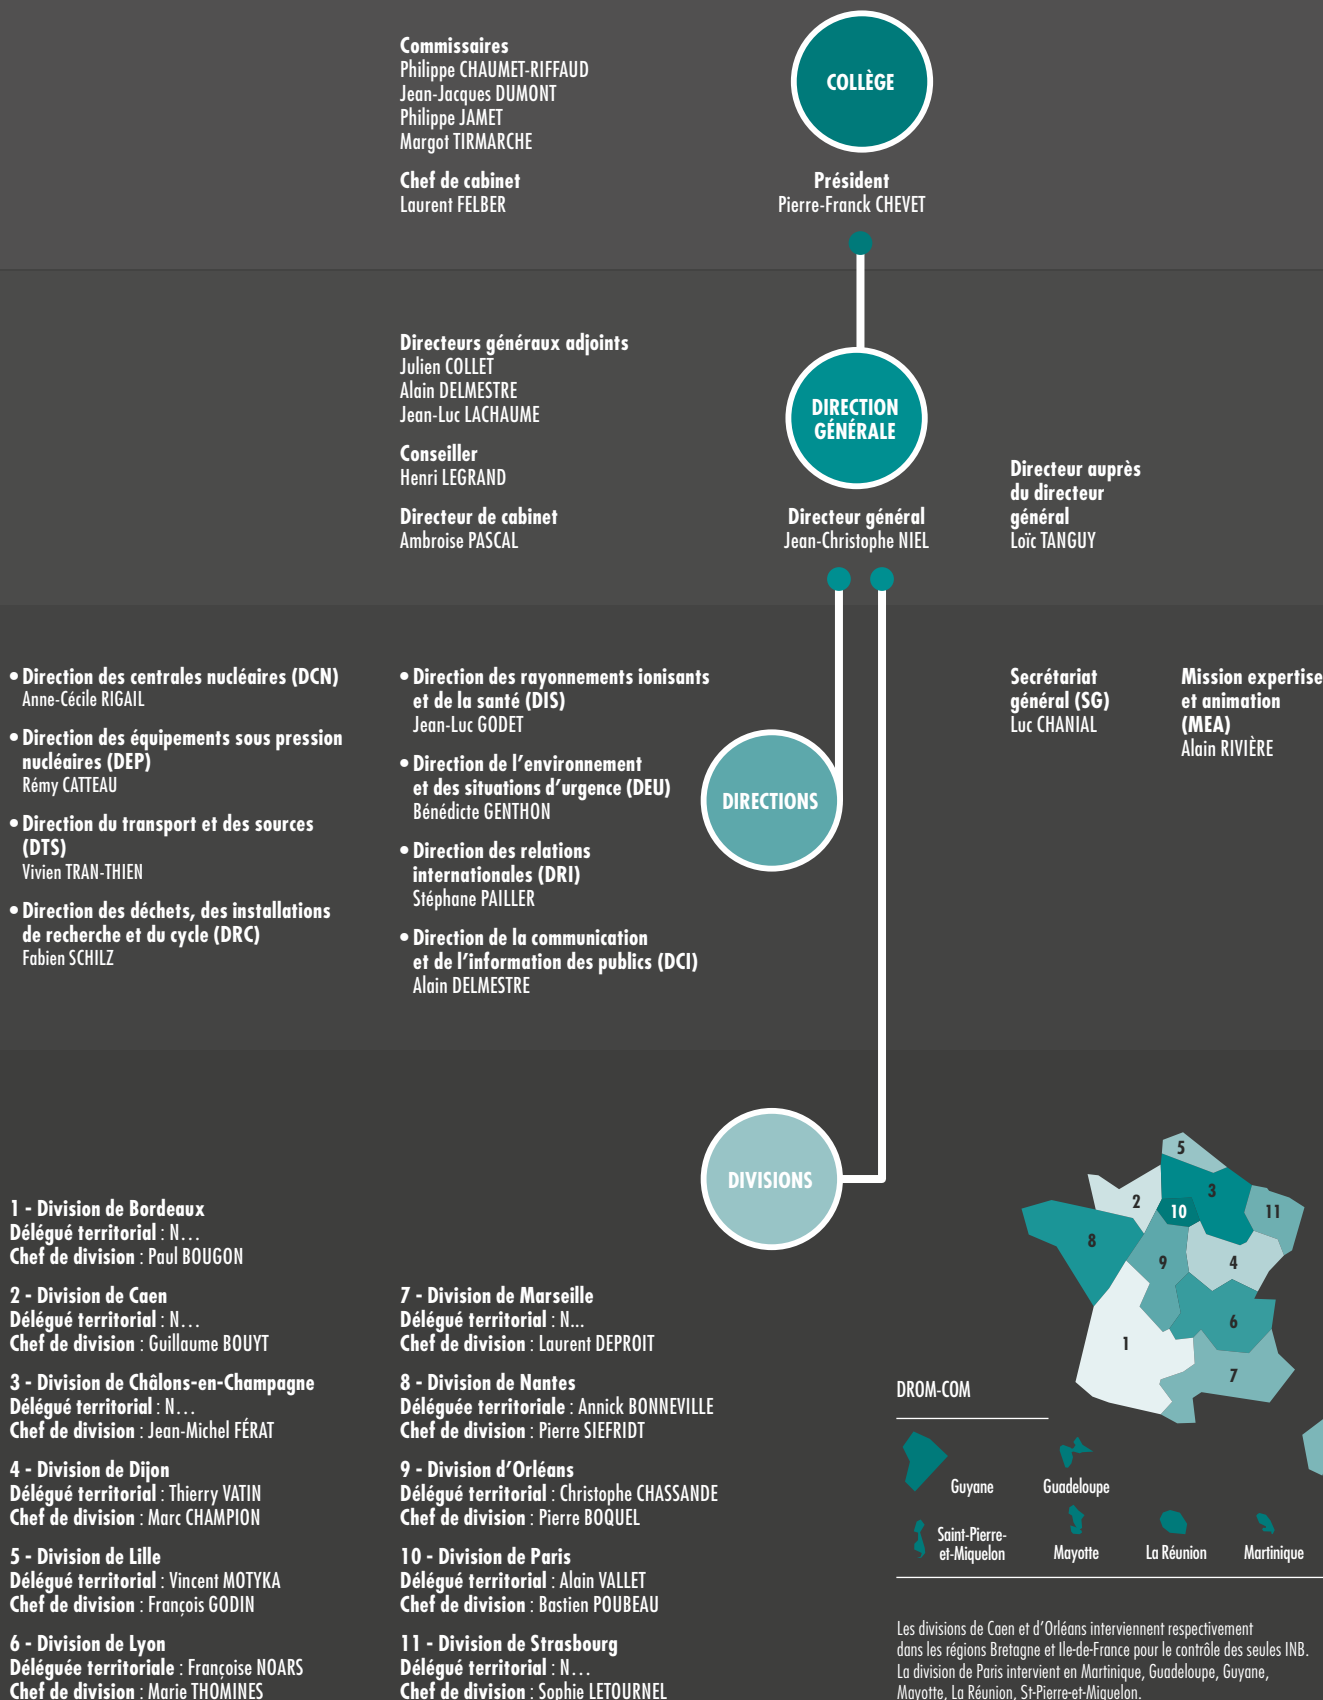 Commissaires
Philippe CHAUMET-RIFFAUD
Jean-Jacques DUMONT
Philippe JAMET
Margot TIRMARCHE
Chef de cabinet
Laurent FELBER
COLLÈGE
Président
Pierre-Franck CHEVET
Directeurs généraux adjoints
Julien COLLET
Alain DELMESTRE
Jean-Luc LACHAUME
Conseiller
Henri LEGRAND
Directeur de cabinet
Ambroise PASCAL
DIRECTION
GÉNÉRALE
Directeur général
Jean-Christophe NIEL
Directeur auprès
du directeur
général
Loïc TANGUY
• Direction des centrales nucléaires (DCN)
Anne-Cécile RIGAIL
• Direction des équipements sous pression
nucléaires (DEP)
Rémy CATTEAU
• Direction du transport et des sources
(DTS)
Vivien TRAN-THIEN
• Direction des déchets, des installations
de recherche et du cycle (DRC)
Fabien SCHILZ
• Direction des rayonnements ionisants
et de la santé (DIS)
Jean-Luc GODET
• Direction de l’environnement
et des situations d’urgence (DEU)
Bénédicte GENTHON
• Direction des relations
internationales (DRI)
Stéphane PAILLER
• Direction de la communication
et de l’information des publics (DCI)
Alain DELMESTRE
DIRECTIONS
Secrétariat
général (SG)
Luc CHANIAL
Mission expertise
et animation
(MEA)
Alain RIVIÈRE
DIVISIONS
1 - Division de Bordeaux
Délégué territorial : N…
Chef de division : Paul BOUGON
2 - Division de Caen
Délégué territorial : N…
Chef de division : Guillaume BOUYT
3 - Division de Châlons-en-Champagne
Délégué territorial : N…
Chef de division : Jean-Michel FÉRAT
4 - Division de Dijon
Délégué territorial : Thierry VATIN
Chef de division : Marc CHAMPION
5 - Division de Lille
Délégué territorial : Vincent MOTYKA
Chef de division : François GODIN
6 - Division de Lyon
Déléguée territoriale : Françoise NOARS
Chef de division : Marie THOMINES
7 - Division de Marseille
Délégué territorial : N...
Chef de division : Laurent DEPROIT
8 - Division de Nantes
Déléguée territoriale : Annick BONNEVILLE
Chef de division : Pierre SIEFRIDT
9 - Division d’Orléans
Délégué territorial : Christophe CHASSANDE
Chef de division : Pierre BOQUEL
10 - Division de Paris
Délégué territorial : Alain VALLET
Chef de division : Bastien POUBEAU
11 - Division de Strasbourg
Délégué territorial : N…
Chef de division : Sophie LETOURNEL
5
3
2
10
11
8
9
4
6
1
7
DROM-COM
Guyane
Guadeloupe
Saint-Pierre-
et-Miquelon
Mayotte
La Réunion
Martinique
Les divisions de Caen et d’Orléans interviennent respectivement
dans les régions Bretagne et Ile-de-France pour le contrôle des seules INB.
La division de Paris intervient en Martinique, Guadeloupe, Guyane,
Mayotte, La Réunion, St-Pierre-et-Miquelon.